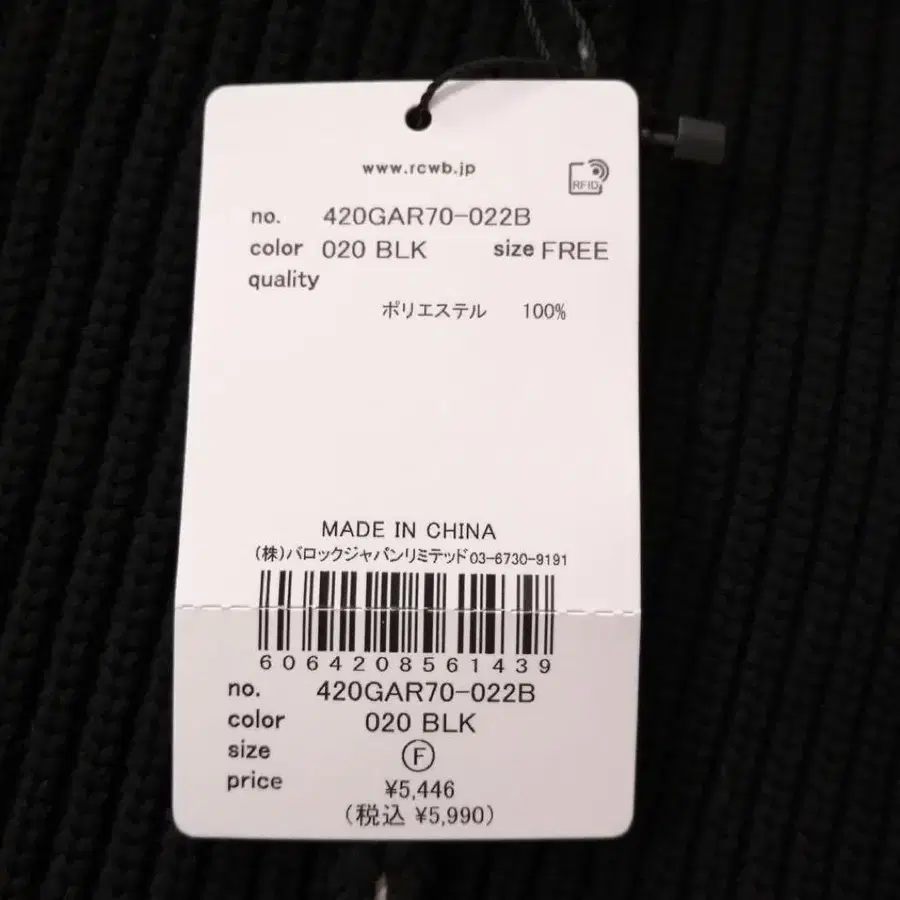 www.rcwb.jp
RFID
no. 420GAR70-022B
color 020 BLK size FREE
quality
ポリエステル 100%
MADE IN CHINA
(株)バロックジャパンリミテッド 03-6730-9191
6064208561439
no. 420GAR70-022B
color 020 BLK
size Ⓕ
price ¥5,446
(税込 ¥5,990)